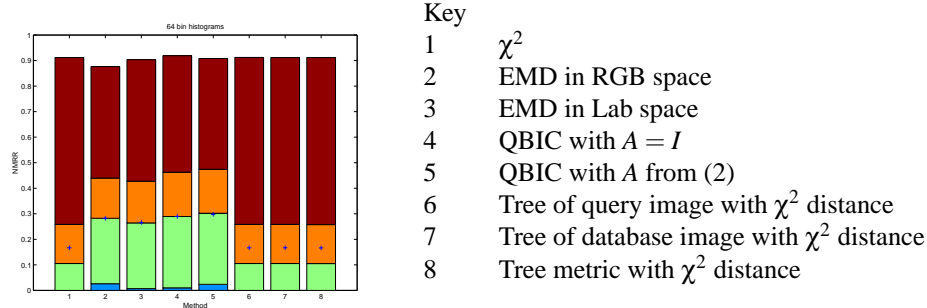 64 bin histograms
1
0.9
0.8
0.7
0.6
0.5
0.4
0.3
0.2
0.1
0
NMRR
1 2 3 4 5 6 7 8
Method
Key
1 χ²
2 EMD in RGB space
3 EMD in Lab space
4 QBIC with A = I
5 QBIC with A from (2)
6 Tree of query image with χ² distance
7 Tree of database image with χ² distance
8 Tree metric with χ² distance